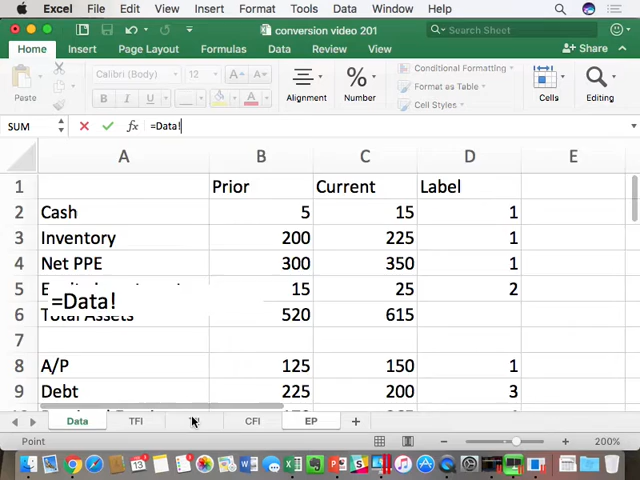 Excel File Edit View Insert Format Tools Data Window Help
conversion video 201
Search Sheet
Home Insert Page Layout Formulas Data Review View Share
Paste
Calibri (Body) 12
A A
B I U
Alignment
%
Number
Conditional Formatting
Format as Table
Cell Styles
Cells
Editing
SUM fx =Data!
A B C D E
1 Prior Current Label
2 Cash 5 15 1
3 Inventory 200 225 1
4 Net PPE 300 350 1
5 15 25 2
=Data!
6 Total Assets 520 615
7
8 A/P 125 150 1
9 Debt 225 200 3
Data TFI CFI EP
Point 200%